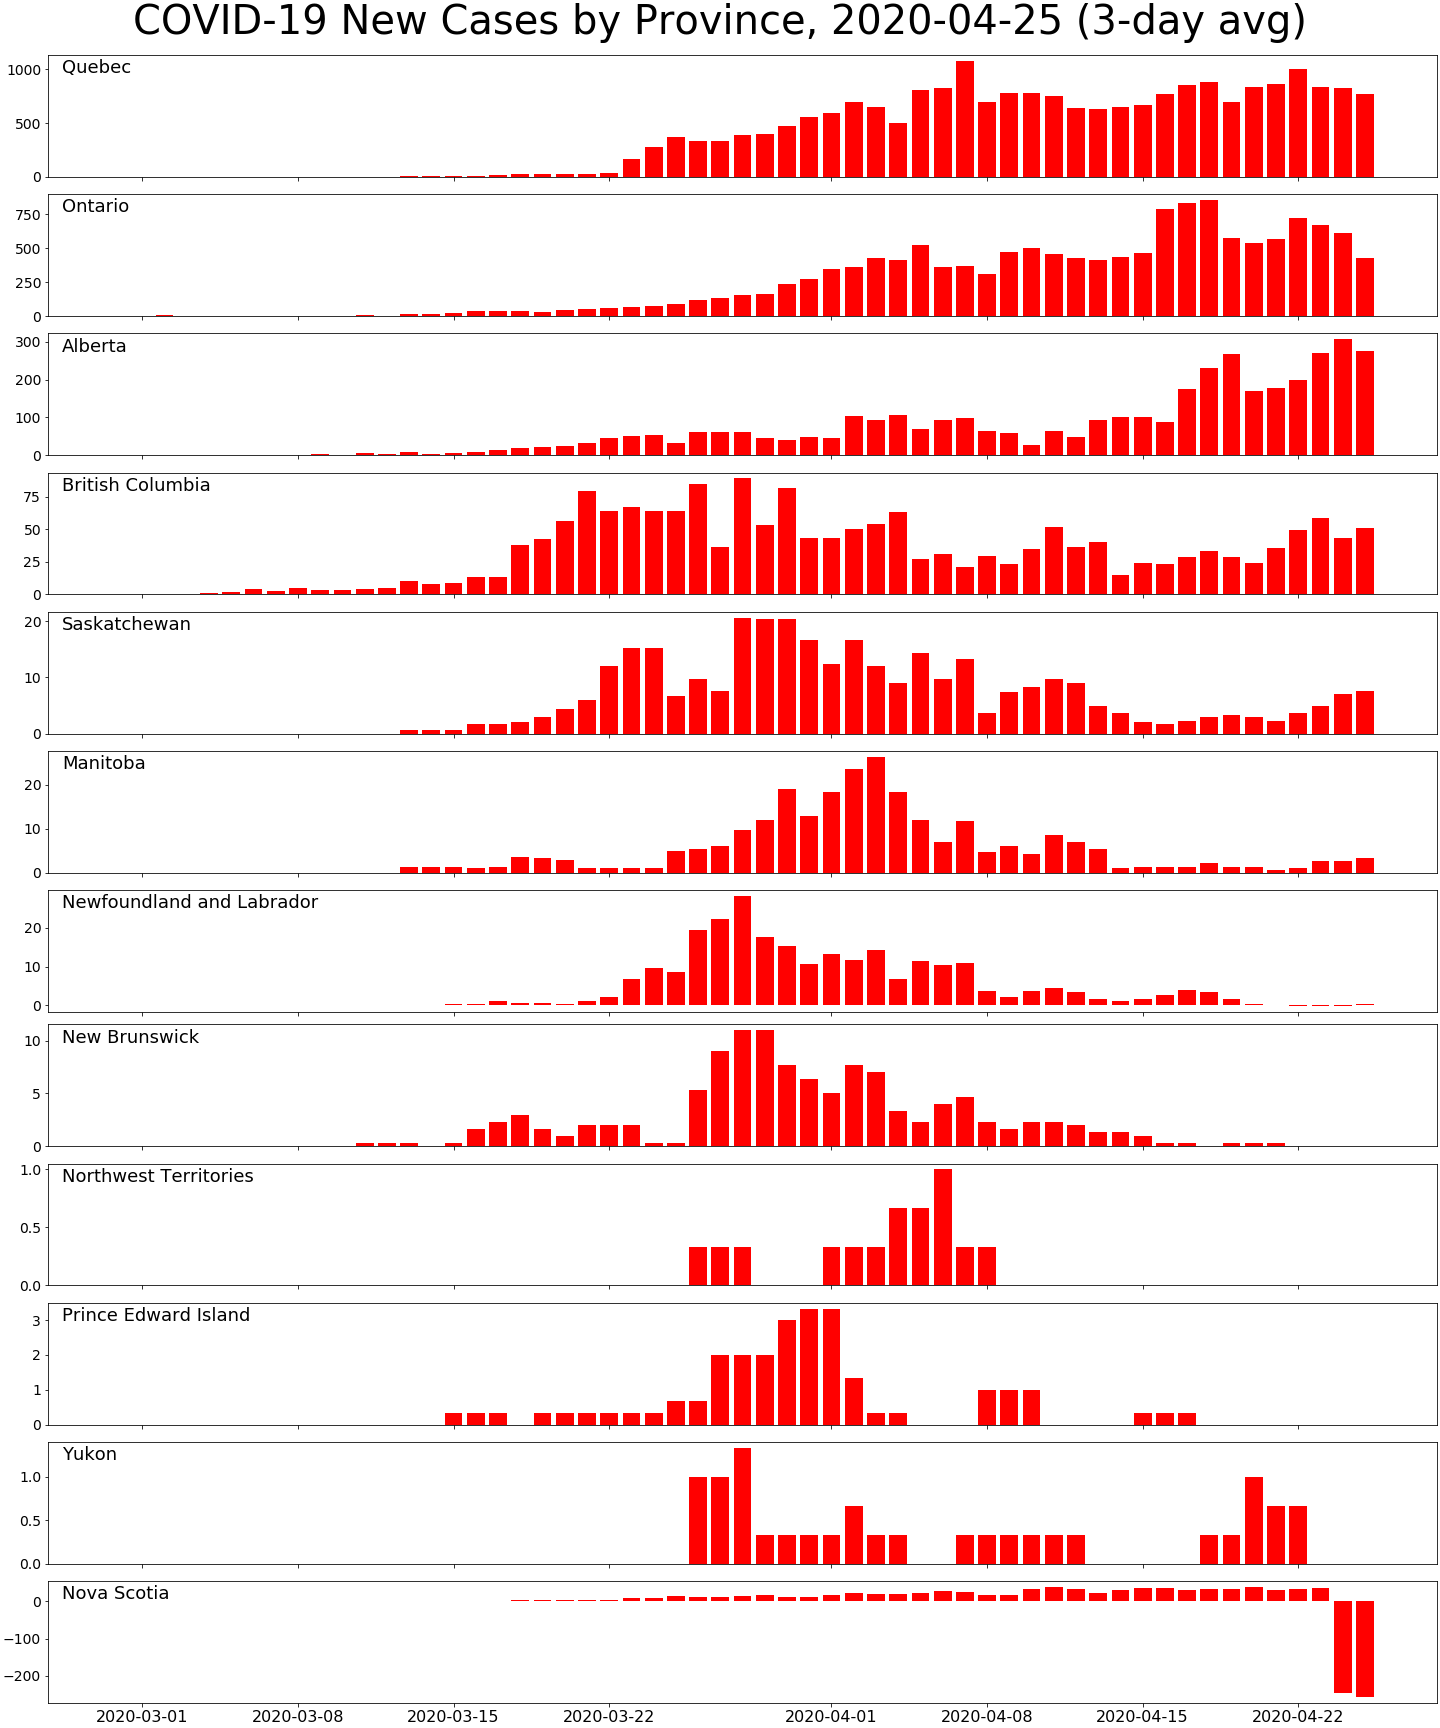 COVID-19 New Cases by Province, 2020-04-25 (3-day avg)
Quebec
1000
500
0
Ontario
750
500
250
0
Alberta
300
200
100
0
British Columbia
75
50
25
0
Saskatchewan
20
10
0
Manitoba
20
10
0
Newfoundland and Labrador
20
10
0
New Brunswick
10
5
0
Northwest Territories
1.0
0.5
0.0
Prince Edward Island
3
2
1
0
Yukon
1.0
0.5
0.0
Nova Scotia
0
−100
−200
2020-03-01 2020-03-08 2020-03-15 2020-03-22 2020-04-01 2020-04-08 2020-04-15 2020-04-22